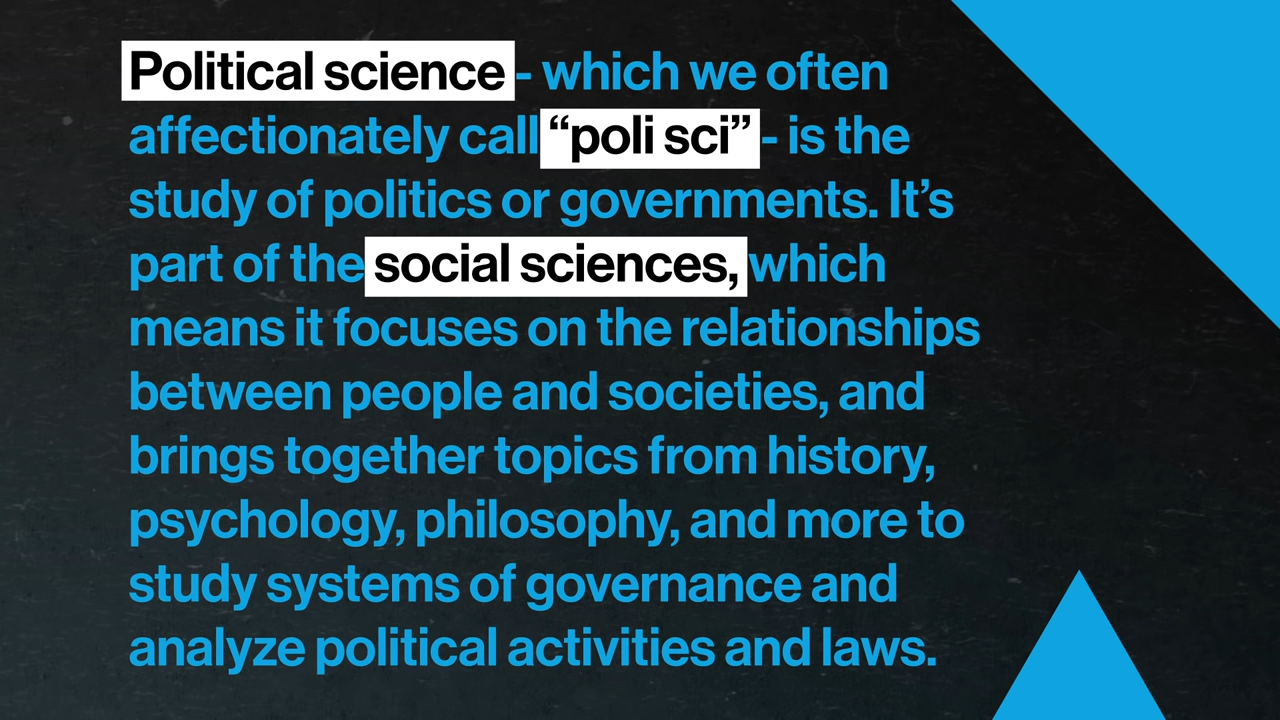 Political science - which we often
affectionately call “poli sci” - is the
study of politics or governments. It’s
part of the social sciences, which
means it focuses on the relationships
between people and societies, and
brings together topics from history,
psychology, philosophy, and more to
study systems of governance and
analyze political activities and laws.